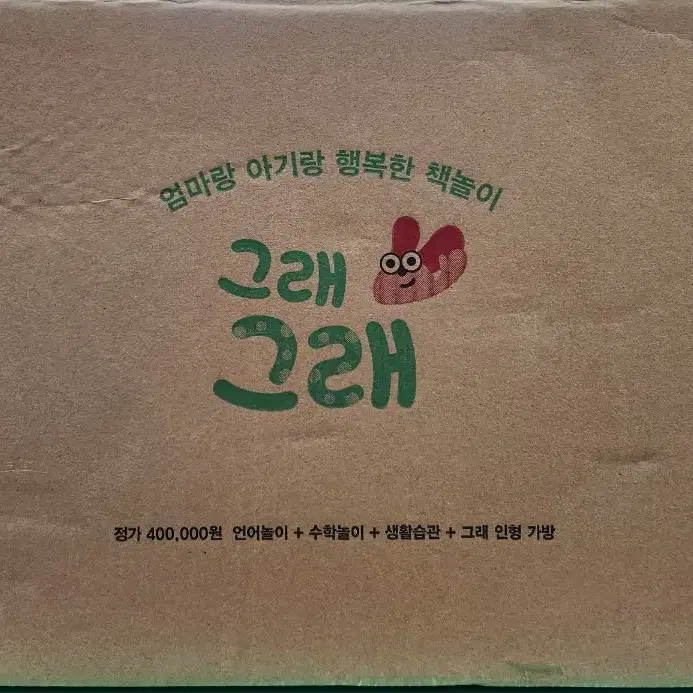 엄마랑 아기랑 행복한 책놀이
그래
그래
정가 400,000원 언어놀이 + 수학놀이 + 생활습관 + 그래 인형 가방